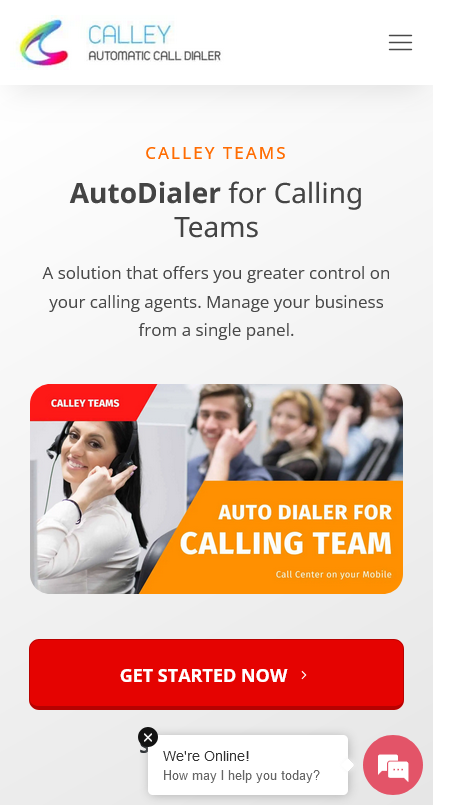 CALLEY
AUTOMATIC CALL DIALER
CALLEY TEAMS
AutoDialer for Calling
Teams
A solution that offers you greater control on
your calling agents. Manage your business
from a single panel.
CALLEY TEAMS
AUTO DIALER FOR
CALLING TEAM
Call Center on your Mobile
GET STARTED NOW
We're Online!
How may I help you today?